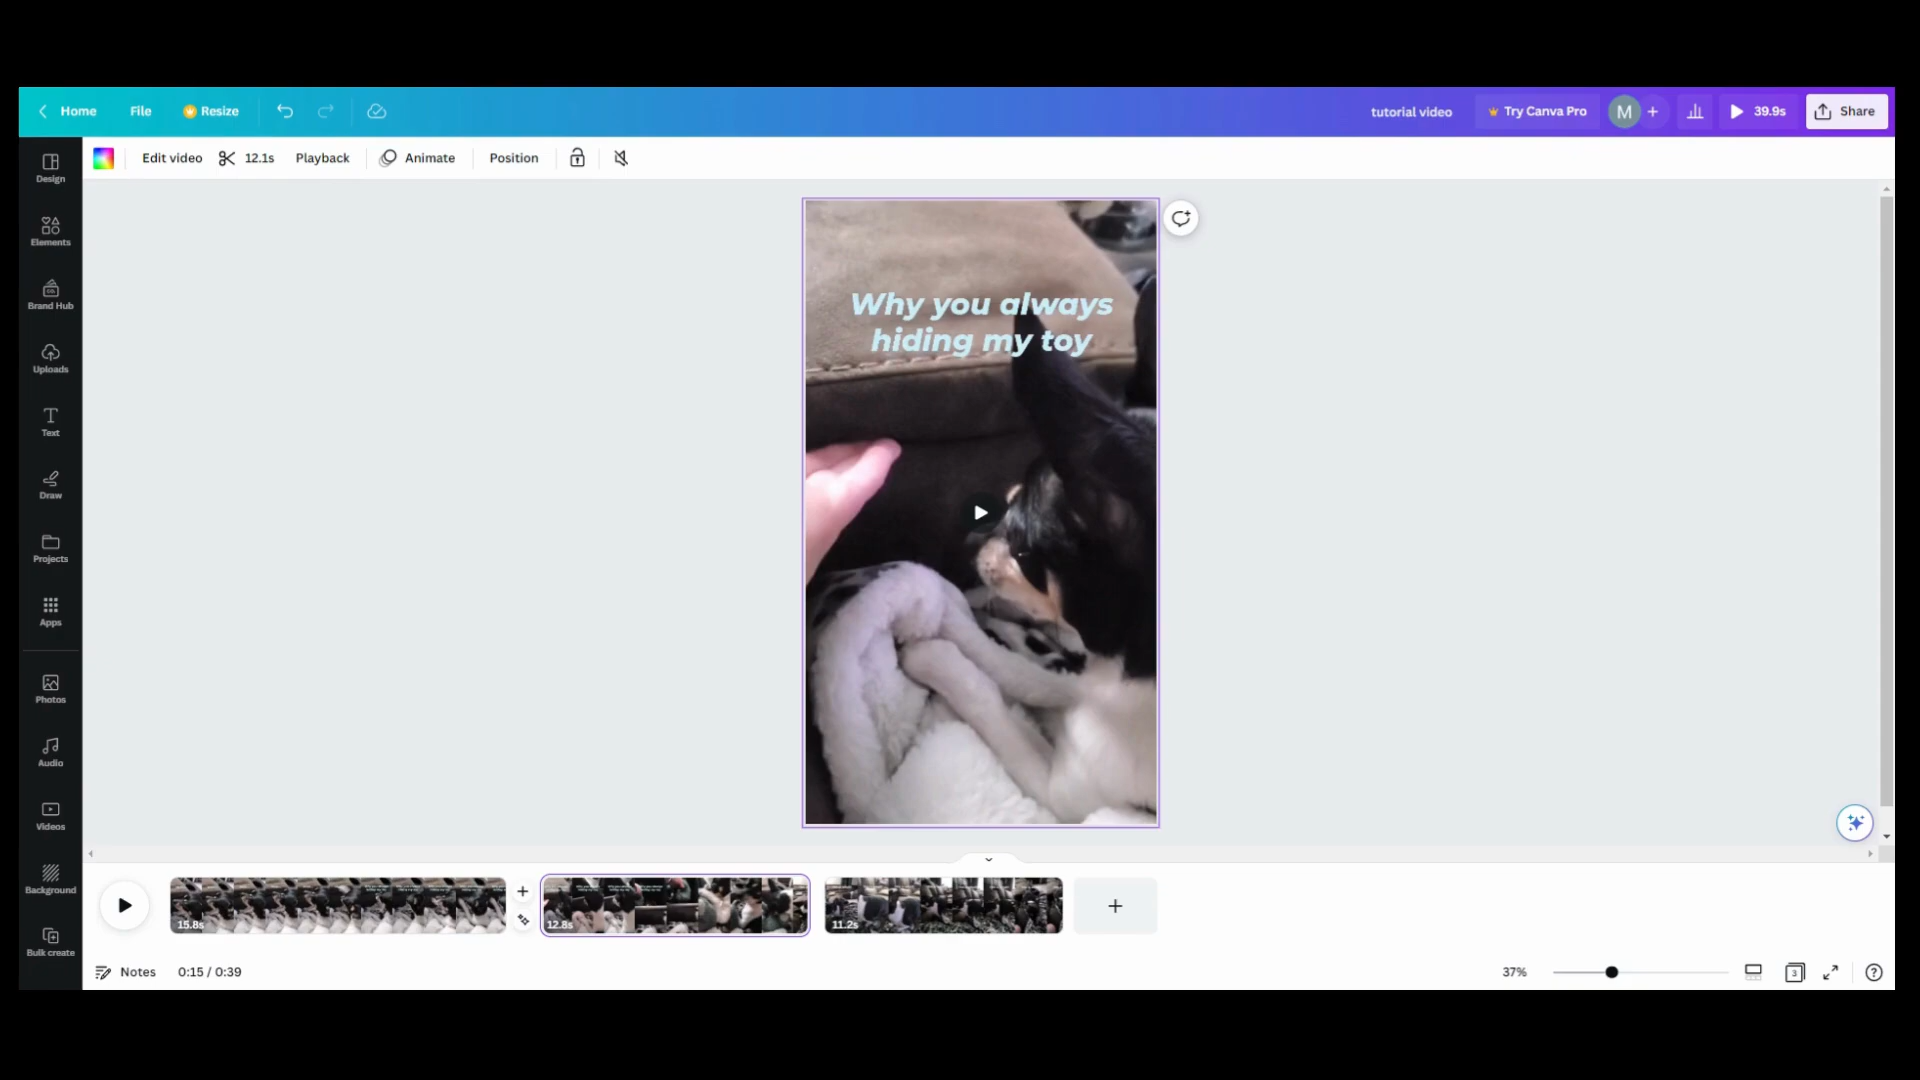 Home
File
Resize
tutorial video
Try Canva Pro
M
39.9s
Share
Edit video
12.1s
Playback
Animate
Position
Design
Elements
Brand Hub
Uploads
Text
Draw
Projects
Apps
Photos
Audio
Videos
Background
Bulk create
Why you always
hiding my toy
15.8s
12.8s
11.2s
Notes
0:15 / 0:39
37%
3